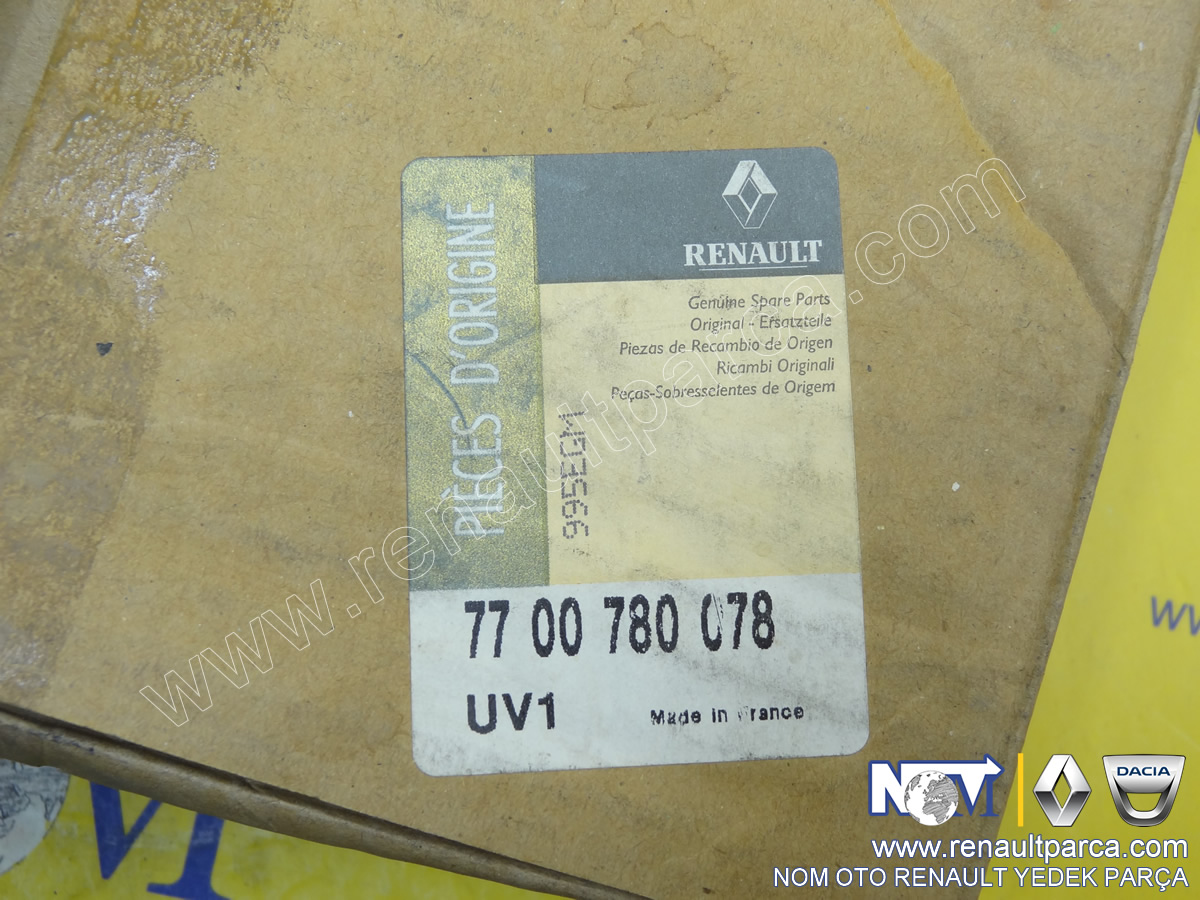 RENAULT
PIÈCES D'ORIGINE
Genuine Spare Parts
Original - Ersatzteile
Piezas de Recambio de Origen
Ricambi Originali
Peças-Sobresselentes de Origem
995EGM
77 00 780 078
UV1
Made in France
www.renaultparca.com
NOM
DACIA
www.renaultparca.com
NOM OTO RENAULT YEDEK PARÇA